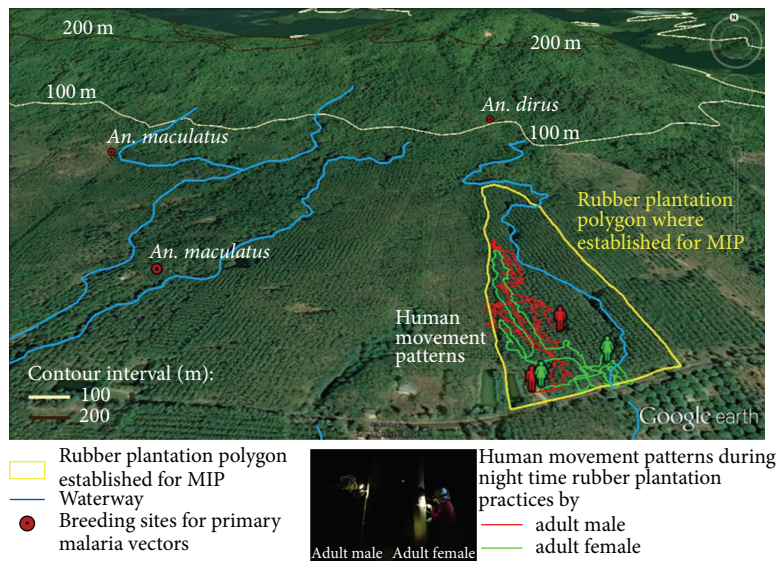 200 m
200 m
100 m
An. dirus
An. maculatus
100 m
Rubber plantation
polygon where
established for MIP
An. maculatus
Human
movement
patterns
Contour interval (m):
100
200
Google earth
Rubber plantation polygon
established for MIP
Waterway
Breeding sites for primary
malaria vectors
Adult male
Adult female
Human movement patterns during
night time rubber plantation
practices by
adult male
adult female